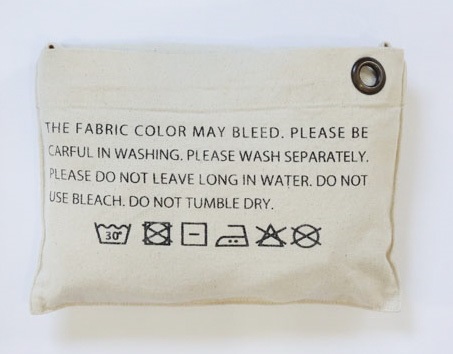 THE FABRIC COLOR MAY BLEED. PLEASE BE
CARFUL IN WASHING. PLEASE WASH SEPARATELY.
PLEASE DO NOT LEAVE LONG IN WATER. DO NOT
USE BLEACH. DO NOT TUMBLE DRY.
30°